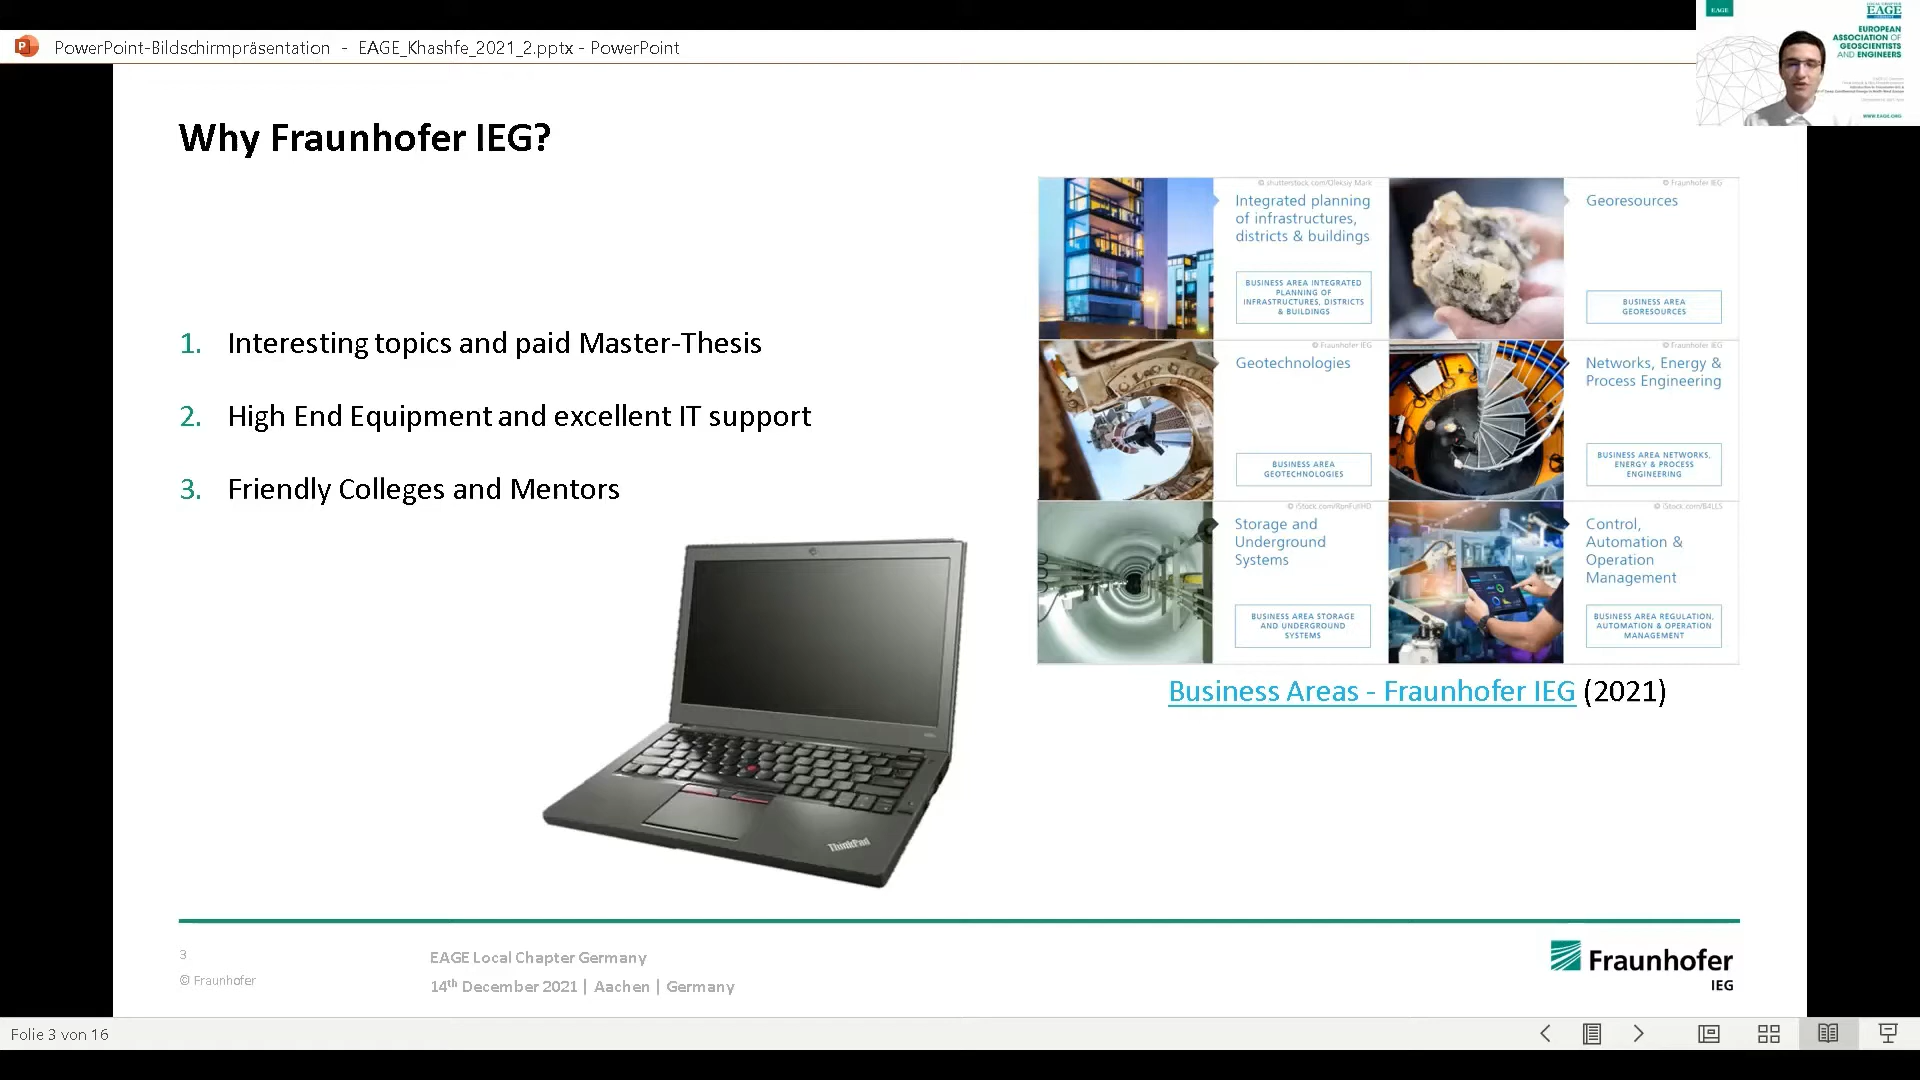 PowerPoint-Bildschirmpräsentation - EAGE_Khashfe_2021_2.pptx - PowerPoint
EAGE
EAGE
EUROPEAN
ASSOCIATION OF
GEOSCIENTISTS
AND ENGINEERS
WWW.EAGE.ORG
Why Fraunhofer IEG?
1. Interesting topics and paid Master-Thesis
2. High End Equipment and excellent IT support
3. Friendly Colleges and Mentors
ThinkPad
© shutterstock.com/Oleksiy Mark
Integrated planning
of infrastructures,
districts & buildings
BUSINESS AREA INTEGRATED
PLANNING OF
INFRASTRUCTURES, DISTRICTS
& BUILDINGS
© Fraunhofer IEG
Georesources
BUSINESS AREA
GEORESOURCES
© Fraunhofer IEG
Geotechnologies
BUSINESS AREA
GEOTECHNOLOGIES
© Fraunhofer IEG
Networks, Energy &
Process Engineering
BUSINESS AREA NETWORKS,
ENERGY & PROCESS
ENGINEERING
Storage and
Underground
Systems
BUSINESS AREA STORAGE
AND UNDERGROUND
SYSTEMS
Control,
Automation &
Operation
Management
BUSINESS AREA REGULATION,
AUTOMATION & OPERATION
MANAGEMENT
Business Areas - Fraunhofer IEG (2021)
3
© Fraunhofer
EAGE Local Chapter Germany
14th December 2021 | Aachen | Germany
Fraunhofer
IEG
Folie 3 von 16